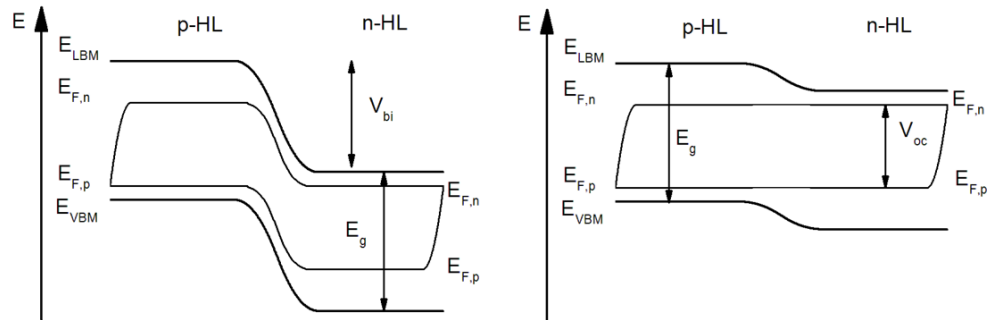 E
p-HL
n-HL
E_LBM
E_F,n
V_bi
E_F,p
E_VBM
E_g
E_F,n
E_F,p
E
p-HL
n-HL
E_LBM
E_F,n
E_F,n
E_g
V_oc
E_F,p
E_F,p
E_VBM